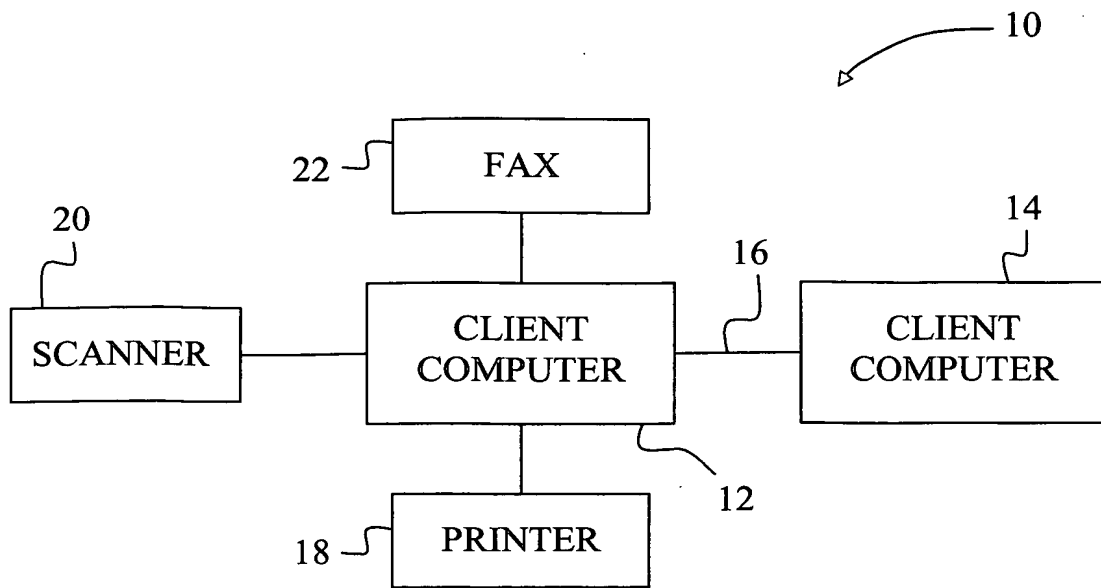 10
22
FAX
20
14
16
SCANNER
CLIENT
COMPUTER
CLIENT
COMPUTER
12
18
PRINTER